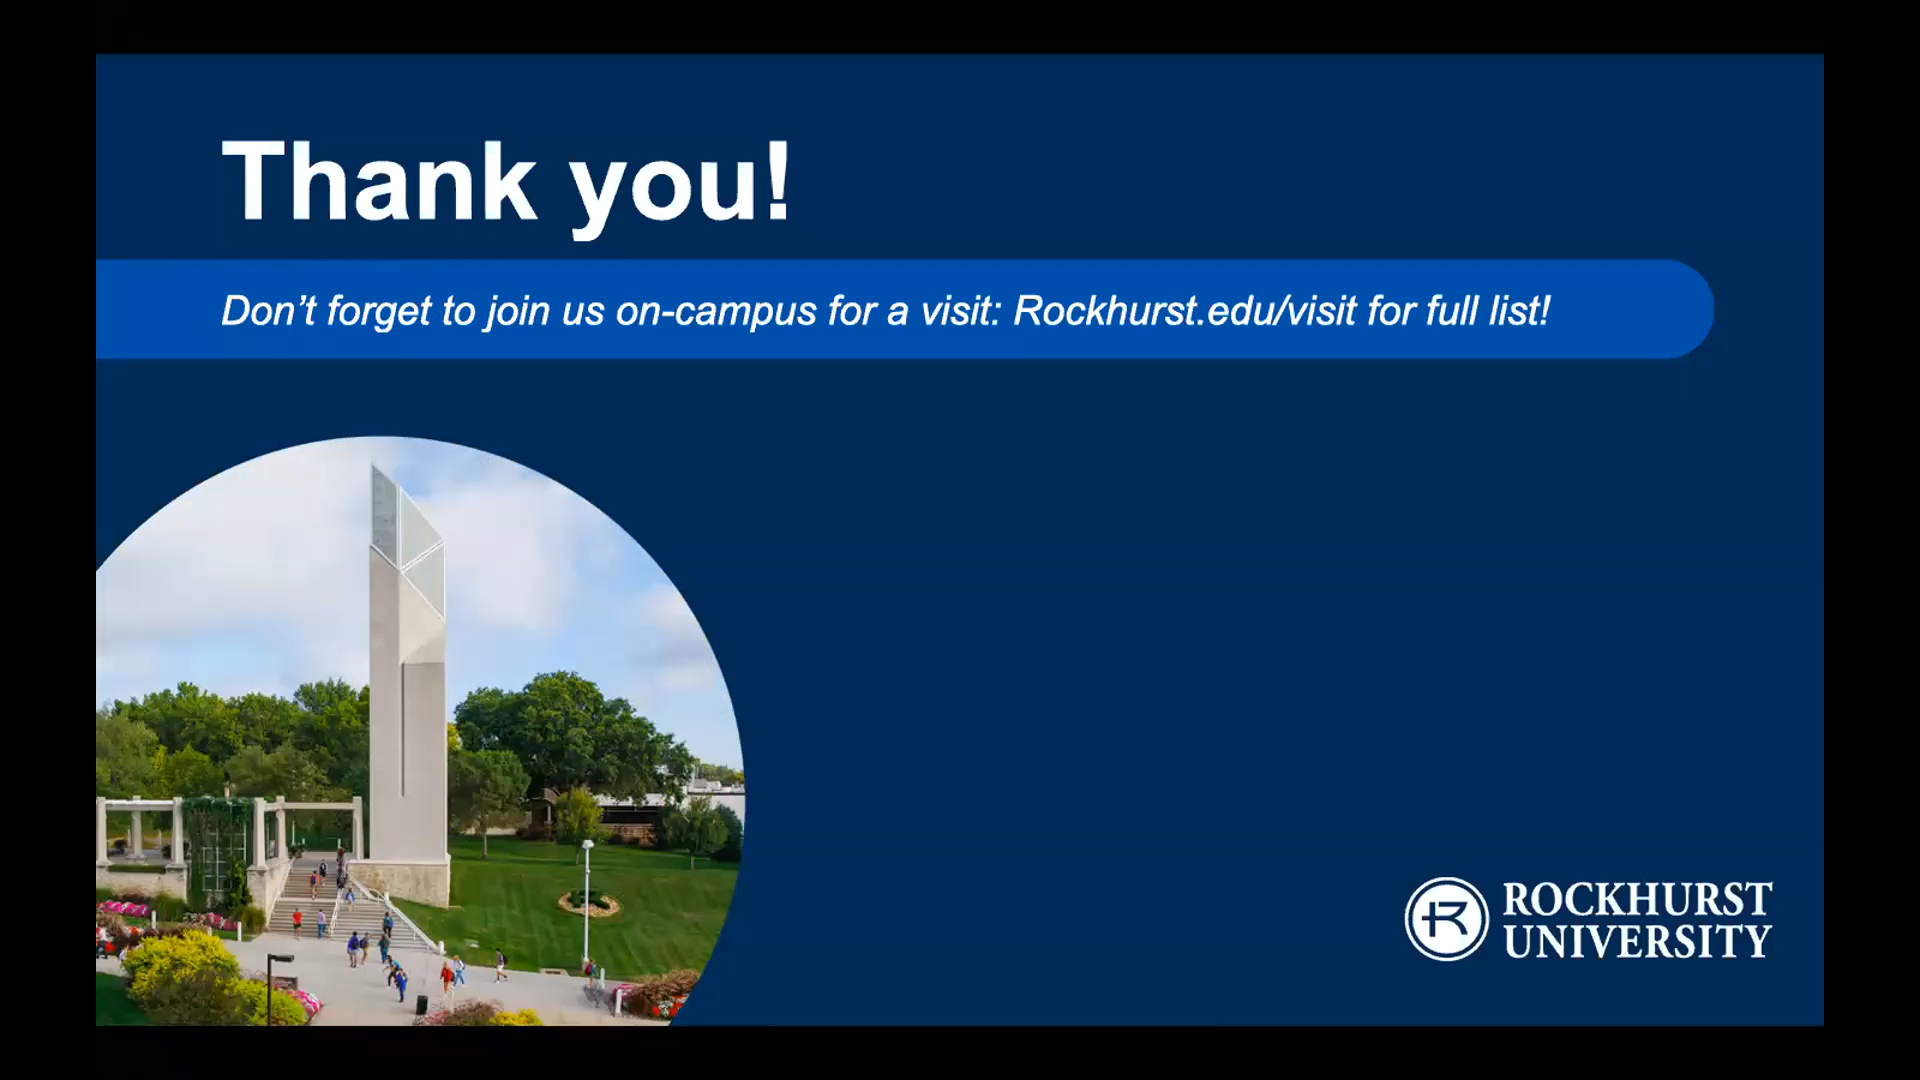 Thank you!
Don’t forget to join us on-campus for a visit: Rockhurst.edu/visit for full list!
ROCKHURST
UNIVERSITY